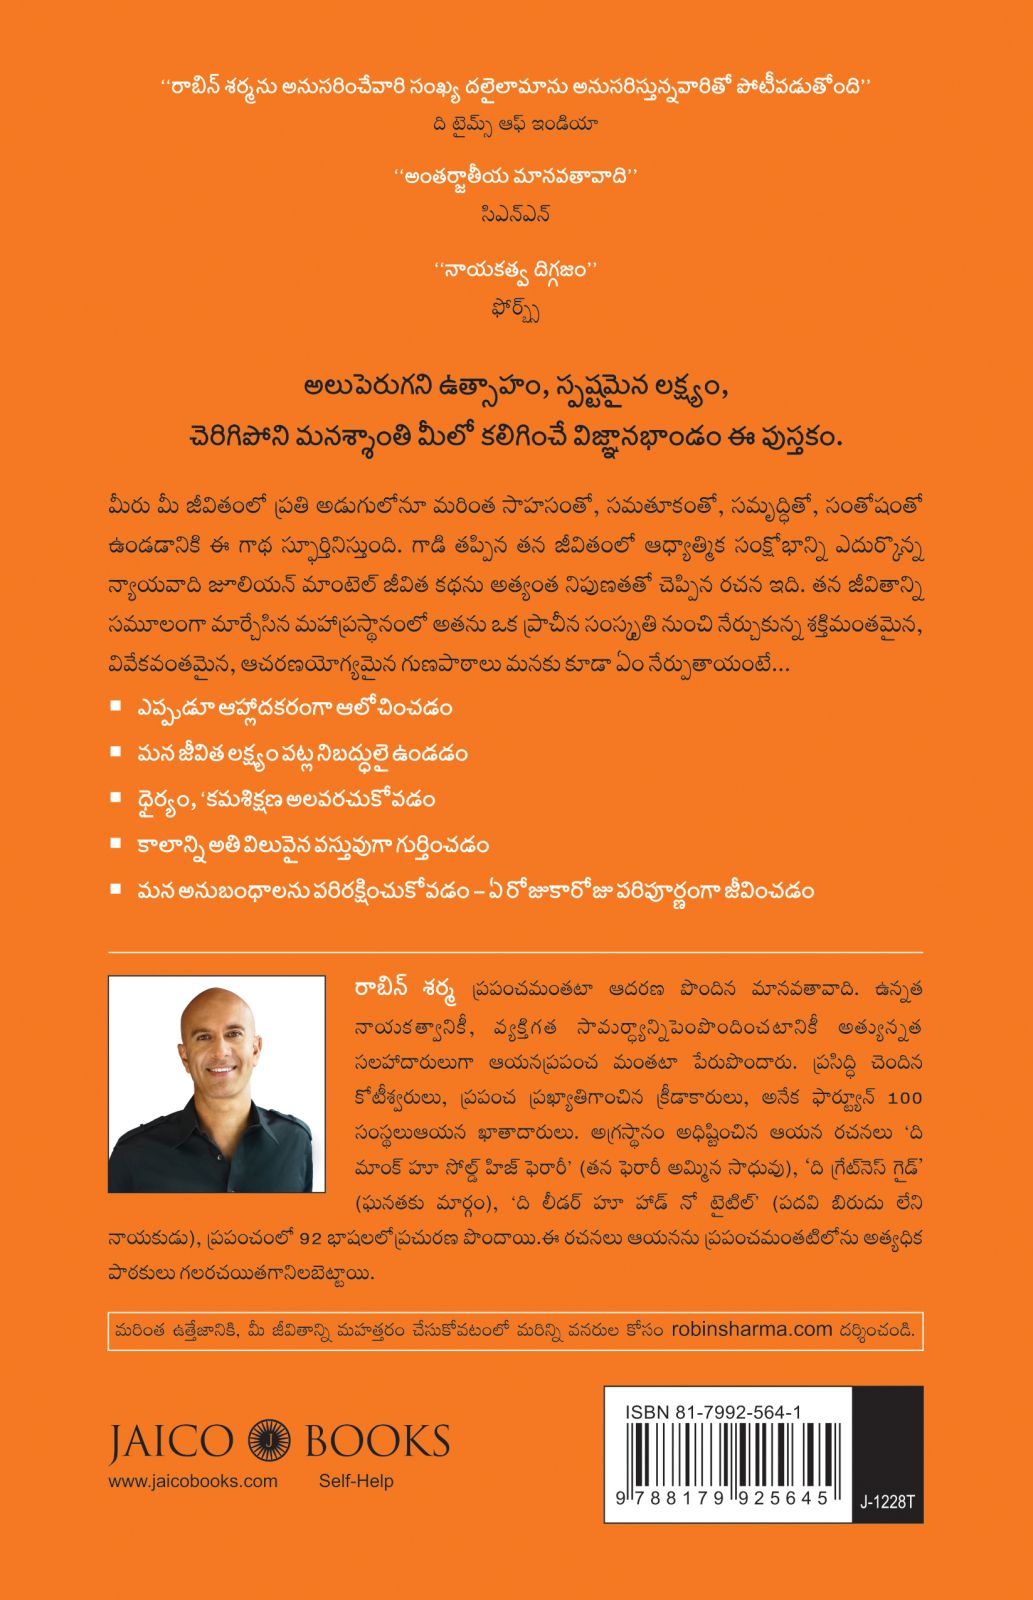 ‘‘రాబిన్ శర్మను అనుసరించేవారి సంఖ్య దలైలామాను అనుసరిస్తున్నవారితో పోటీపడుతోంది’’
ది టైమ్స్ ఆఫ్ ఇండియా
‘‘అంతర్జాతీయ మానవతావాది’’
సిఎన్ఎన్
‘‘నాయకత్వ దిగ్గజం’’
ఫోర్బ్స్
అలుపెరుగని ఉత్సాహం, స్పష్టమైన లక్ష్యం,
చెరిగిపోని మనశ్శాంతి మీలో కలిగించే విజ్ఞానభాండం ఈ పుస్తకం.
మీరు మీ జీవితంలో ప్రతి అడుగులోనూ మరింత సాహసంతో, సమతూకంతో, సమృద్ధితో, సంతోషంతో
ఉండడానికి ఈ గాథ స్ఫూర్తినిస్తుంది. గాడి తప్పిన తన జీవితంలో ఆధ్యాత్మిక సంక్షోభాన్ని ఎదుర్కొన్న
న్యాయవాది జూలియన్ మాంటెల్ జీవిత కథను అత్యంత నిపుణతతో చెప్పిన రచన ఇది. తన జీవితాన్ని
సమూలంగా మార్చేసిన మహాప్రస్థానంలో అతను ఒక ప్రాచీన సంస్కృతి నుంచి నేర్చుకున్న శక్తిమంతమైన,
వివేకవంతమైన, ఆచరణయోగ్యమైన గుణపాఠాలు మనకు కూడా ఏం నేర్పుతాయంటే...
▪ ఎప్పుడూ ఆహ్లాదకరంగా ఆలోచించడం
▪ మన జీవిత లక్ష్యం పట్ల నిబద్ధులై ఉండడం
▪ ధైర్యం, ‘కమశిక్షణ అలవరచుకోవడం
▪ కాలాన్ని అతి విలువైన వస్తువుగా గుర్తించడం
▪ మన అనుబంధాలను పరిరక్షించుకోవడం – ఏ రోజుకారోజు పరిపూర్ణంగా జీవించడం
రాబిన్ శర్మ ప్రపంచమంతటా ఆదరణ పొందిన మానవతావాది. ఉన్నత
నాయకత్వానికీ, వ్యక్తిగత సామర్థ్యాన్నిపెంపొందించటానికీ అత్యున్నత
సలహాదారులుగా ఆయనప్రపంచ మంతటా పేరుపొందారు. ప్రసిద్ధి చెందిన
కోటీశ్వరులు, ప్రపంచ ప్రఖ్యాతిగాంచిన క్రీడాకారులు, అనేక ఫార్ట్యూన్ 100
సంస్థలుఆయన ఖాతాదారులు. అగ్రస్థానం అధిష్టించిన ఆయన రచనలు ‘ది
మాంక్ హూ సోల్డ్ హిజ్ ఫెరారీ’ (తన ఫెరారీ అమ్మిన సాధువు), ‘ది గ్రేట్‌నెస్ గైడ్’
(ఘనతకు మార్గం), ‘ది లీడర్ హూ హాడ్ నో టైటిల్’ (పదవి బిరుదు లేని
నాయకుడు), ప్రపంచంలో 92 భాషలలోప్రచురణ పొందాయి.ఈ రచనలు ఆయనను ప్రపంచమంతటిలోను అత్యధిక
పాఠకులు గలరచయితగానిలబెట్టాయి.
మరింత ఉత్తేజానికి, మీ జీవితాన్ని మహత్తరం చేసుకోవటంలో మరిన్ని వనరుల కోసం robinsharma.com దర్శించండి.
JAICO J BOOKS
www.jaicobooks.com Self-Help
ISBN 81-7992-564-1
9 788179 925645
J-1228T